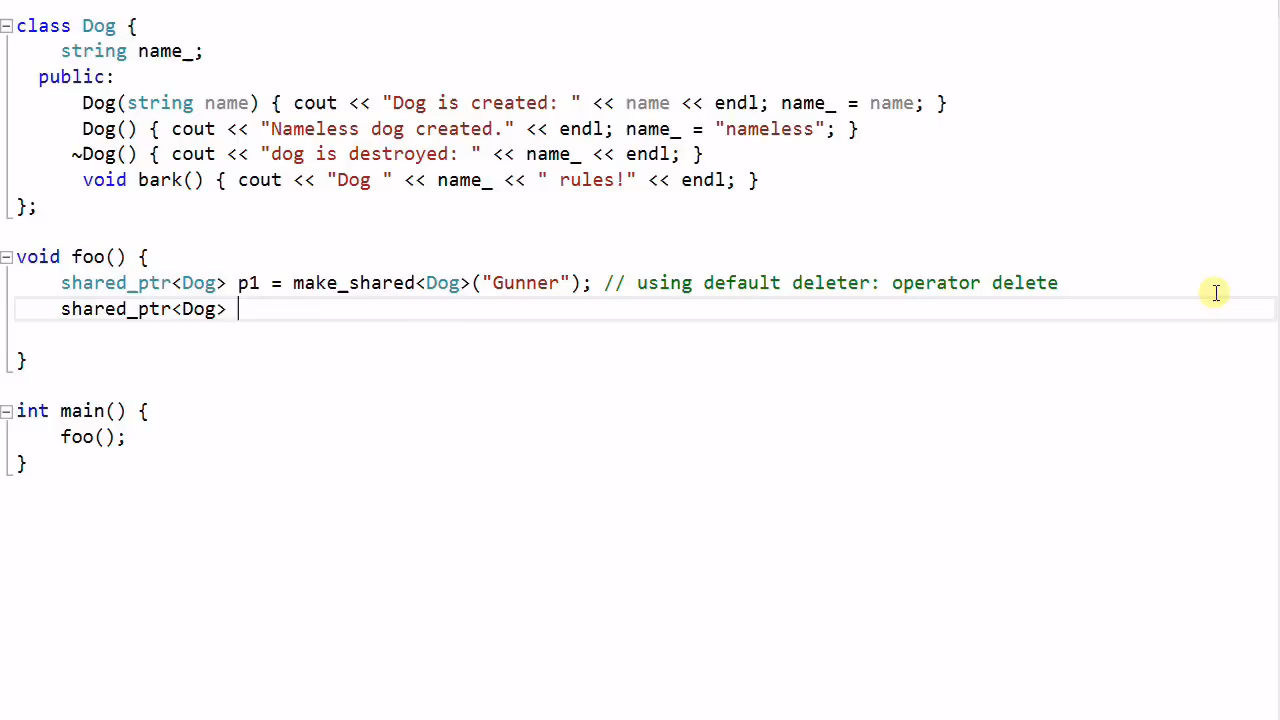 class Dog {
    string name_;
  public:
      Dog(string name) { cout << "Dog is created: " << name << endl; name_ = name; }
      Dog() { cout << "Nameless dog created." << endl; name_ = "nameless"; }
     ~Dog() { cout << "dog is destroyed: " << name_ << endl; }
      void bark() { cout << "Dog " << name_ << " rules!" << endl; }
};

void foo() {
    shared_ptr<Dog> p1 = make_shared<Dog>("Gunner"); // using default deleter: operator delete
    shared_ptr<Dog>

}

int main() {
    foo();
}